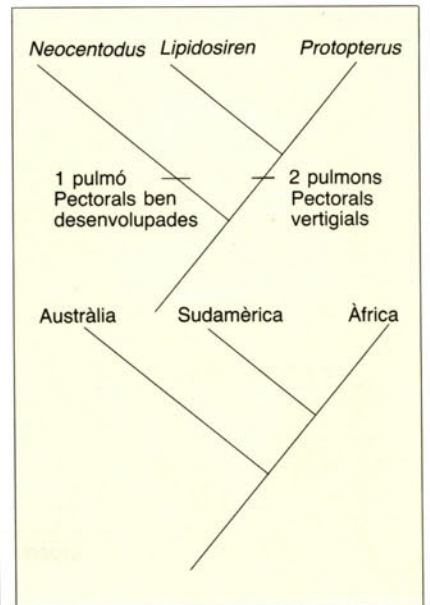 Neocentodus Lipidosiren Protopterus
1 pulmó
Pectorals ben
desenvolupades
2 pulmons
Pectorals
vertigials
Austràlia Sudamèrica Àfrica